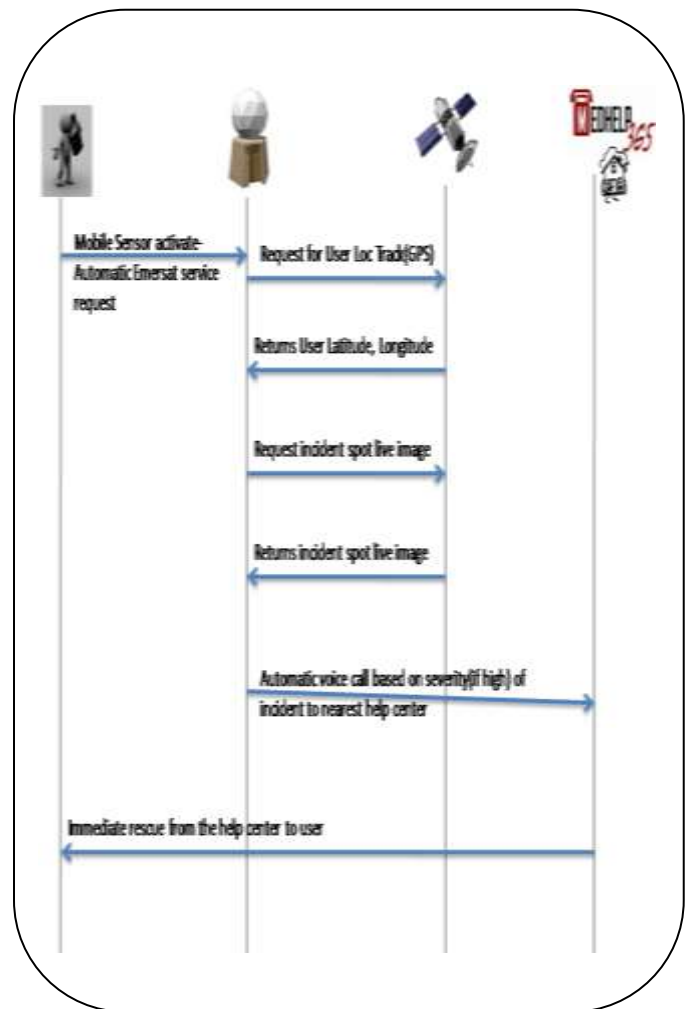 MEDHELP
365
Mobile Sensor activate-
Automatic Emersat service
request
Request for User Loc Track(GPS)
Returns User Latitude, Longitude
Request incident spot live image
Returns incident spot live image
Automatic voice call based on severity(if high) of
incident to nearest help center
Immediate rescue from the help center to user